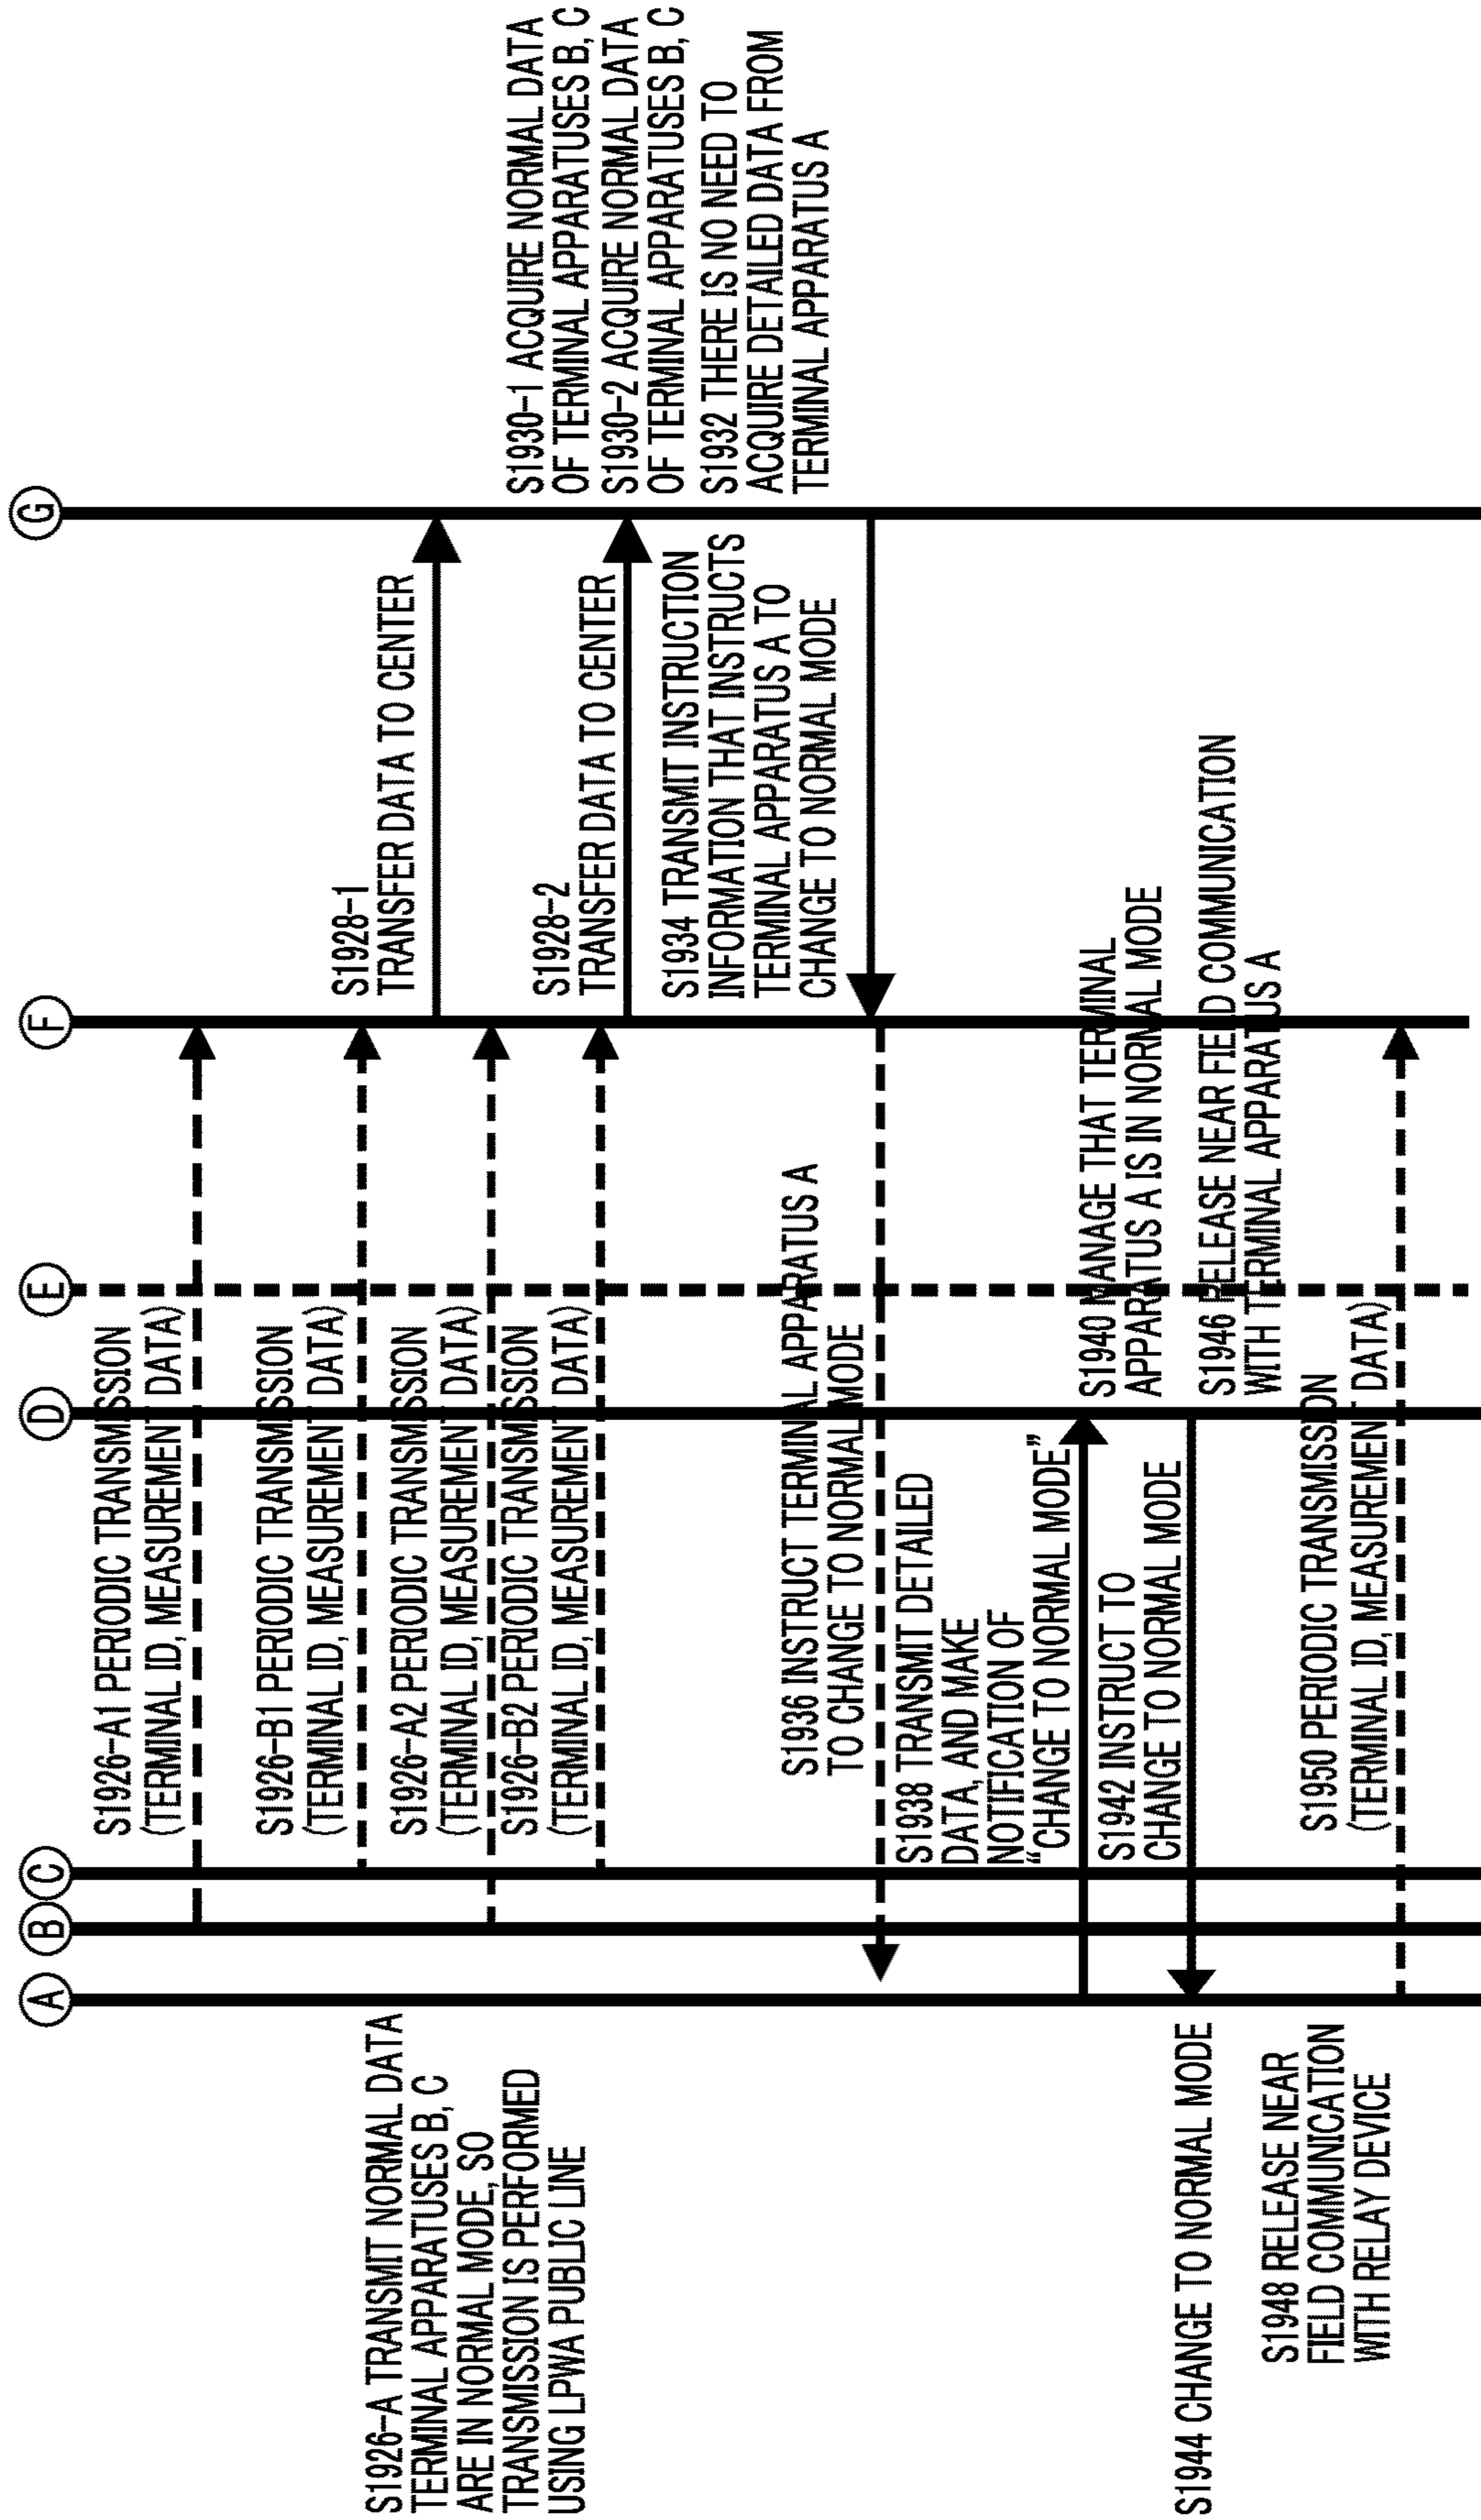 A
B
C
D
E
F
G
S1926-A TRANSMIT NORMAL DATA
TERMINAL APPARATUSES B, C
ARE IN NORMAL MODE, SO
TRANSMISSION IS PERFORMED
USING LPWA PUBLIC LINE
S1926-A1 PERIODIC TRANSMISSION
(TERMINAL ID, MEASUREMENT DATA)
S1926-B1 PERIODIC TRANSMISSION
(TERMINAL ID, MEASUREMENT DATA)
S1926-A2 PERIODIC TRANSMISSION
(TERMINAL ID, MEASUREMENT DATA)
S1926-B2 PERIODIC TRANSMISSION
(TERMINAL ID, MEASUREMENT DATA)
S1928-1
TRANSFER DATA TO CENTER
S1928-2
TRANSFER DATA TO CENTER
S1930-1 ACQUIRE NORMAL DATA
OF TERMINAL APPARATUSES B, C
S1930-2 ACQUIRE NORMAL DATA
OF TERMINAL APPARATUSES B, C
S1932 THERE IS NO NEED TO
ACQUIRE DETAILED DATA FROM
TERMINAL APPARATUS A
S1934 TRANSMIT INSTRUCTION
INFORMATION THAT INSTRUCTS
TERMINAL APPARATUS A TO
CHANGE TO NORMAL MODE
S1936 INSTRUCT TERMINAL APPARATUS A
TO CHANGE TO NORMAL MODE
S1938 TRANSMIT DETAILED
DATA, AND MAKE
NOTIFICATION OF
“CHANGE TO NORMAL MODE”
S1940 MANAGE THAT TERMINAL
APPARATUS A IS IN NORMAL MODE
S1942 INSTRUCT TO
CHANGE TO NORMAL MODE
S1944 CHANGE TO NORMAL MODE
S1946 RELEASE NEAR FIELD COMMUNICATION
WITH TERMINAL APPARATUS A
S1948 RELEASE NEAR
FIELD COMMUNICATION
WITH RELAY DEVICE
S1950 PERIODIC TRANSMISSION
(TERMINAL ID, MEASUREMENT DATA)